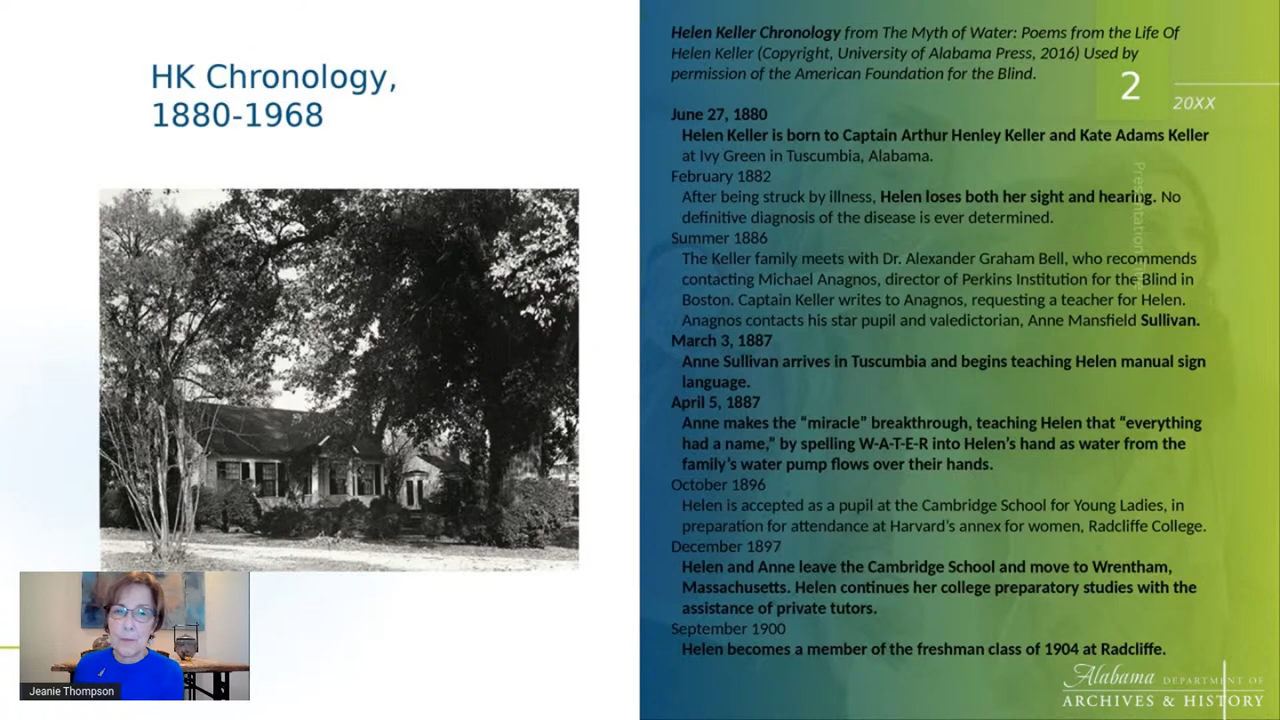 HK Chronology,
1880-1968
Helen Keller Chronology from The Myth of Water: Poems from the Life Of
Helen Keller (Copyright, University of Alabama Press, 2016) Used by
permission of the American Foundation for the Blind.
2
20XX
June 27, 1880
Helen Keller is born to Captain Arthur Henley Keller and Kate Adams Keller
at Ivy Green in Tuscumbia, Alabama.
February 1882
After being struck by illness, Helen loses both her sight and hearing. No
definitive diagnosis of the disease is ever determined.
Summer 1886
The Keller family meets with Dr. Alexander Graham Bell, who recommends
contacting Michael Anagnos, director of Perkins Institution for the Blind in
Boston. Captain Keller writes to Anagnos, requesting a teacher for Helen.
Anagnos contacts his star pupil and valedictorian, Anne Mansfield Sullivan.
March 3, 1887
Anne Sullivan arrives in Tuscumbia and begins teaching Helen manual sign
language.
April 5, 1887
Anne makes the “miracle” breakthrough, teaching Helen that “everything
had a name,” by spelling W-A-T-E-R into Helen’s hand as water from the
family’s water pump flows over their hands.
October 1896
Helen is accepted as a pupil at the Cambridge School for Young Ladies, in
preparation for attendance at Harvard’s annex for women, Radcliffe College.
December 1897
Helen and Anne leave the Cambridge School and move to Wrentham,
Massachusetts. Helen continues her college preparatory studies with the
assistance of private tutors.
September 1900
Helen becomes a member of the freshman class of 1904 at Radcliffe.
Presentation
Jeanie Thompson
Alabama DEPARTMENT OF
ARCHIVES & HISTORY